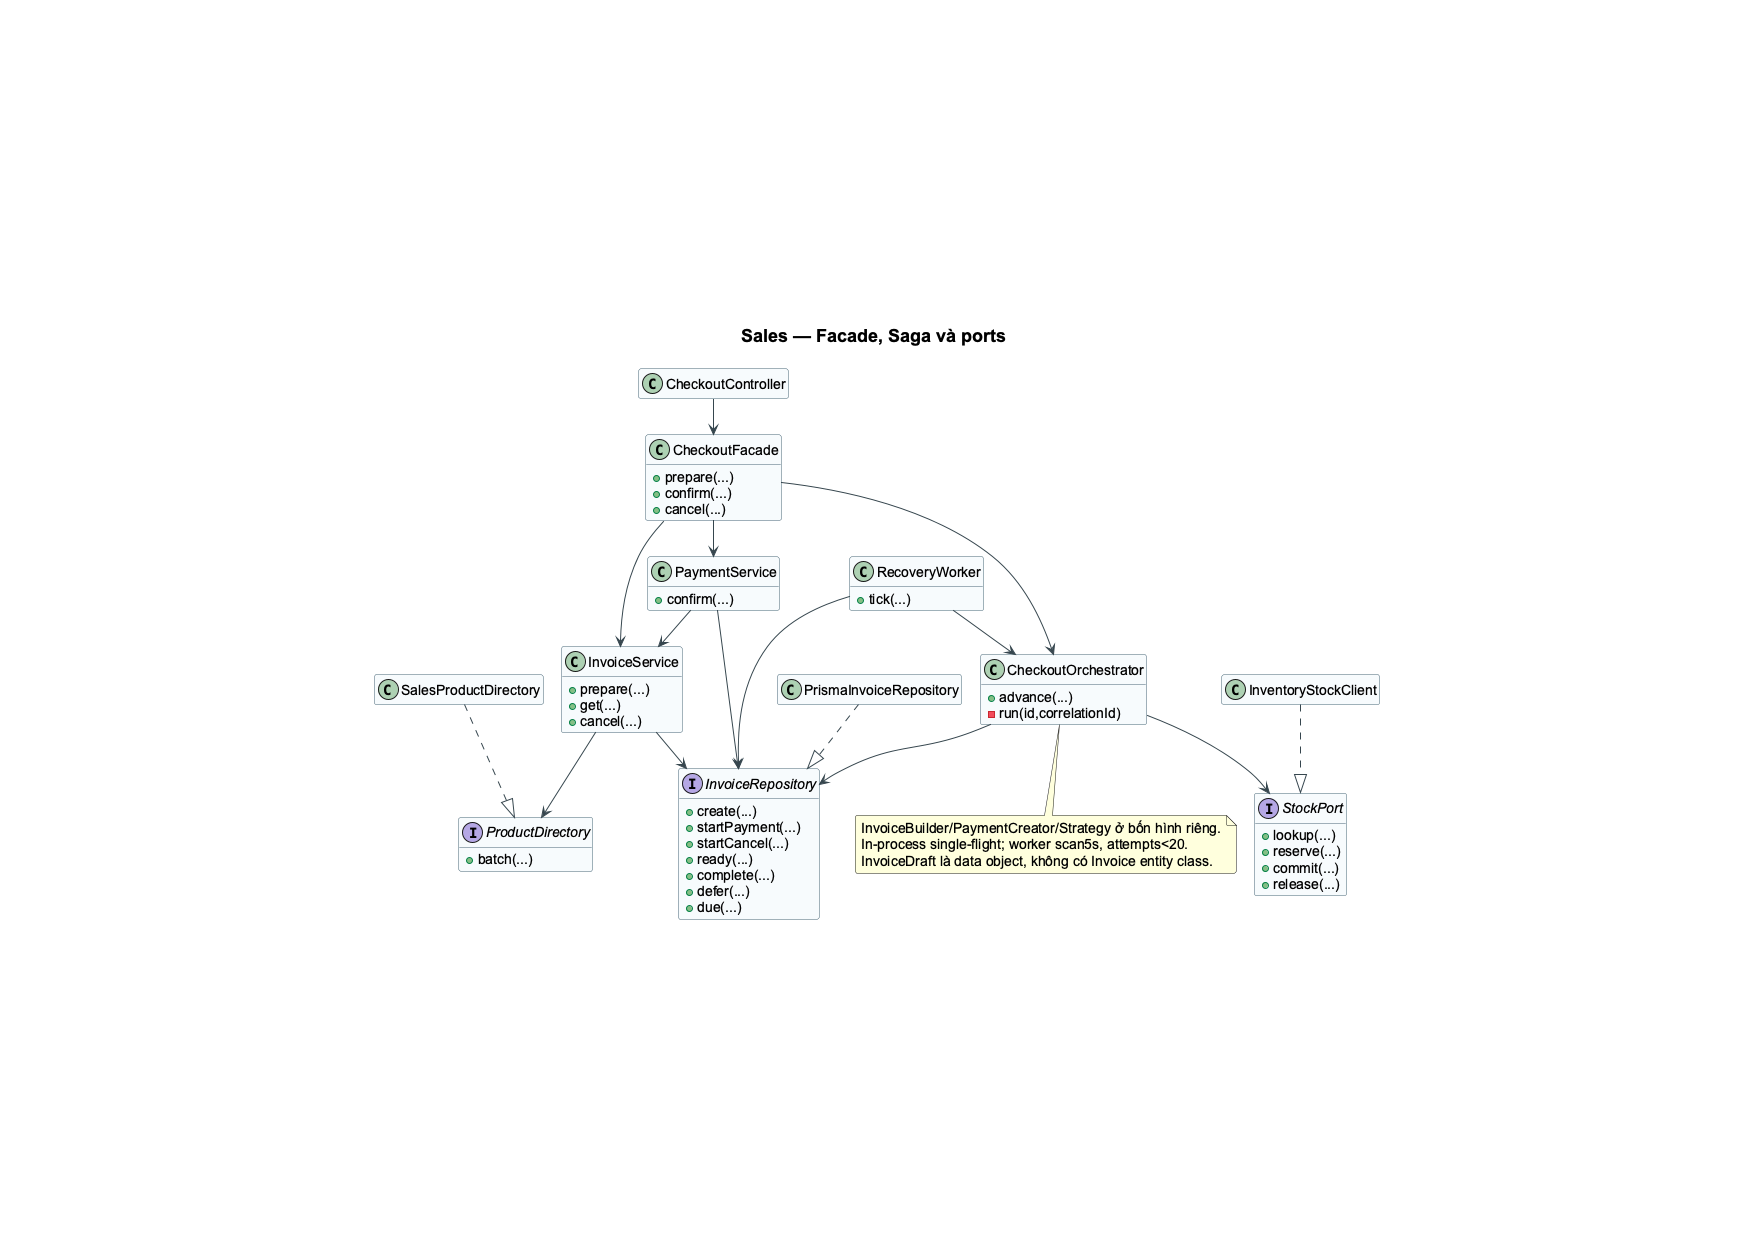 Sales — Facade, Saga và ports
C CheckoutController
C CheckoutFacade
prepare(...)
confirm(...)
cancel(...)
C PaymentService
confirm(...)
C RecoveryWorker
tick(...)
C InvoiceService
prepare(...)
get(...)
cancel(...)
C SalesProductDirectory
C PrismaInvoiceRepository
C CheckoutOrchestrator
advance(...)
run(id,correlationId)
C InventoryStockClient
I ProductDirectory
batch(...)
I InvoiceRepository
create(...)
startPayment(...)
startCancel(...)
ready(...)
complete(...)
defer(...)
due(...)
InvoiceBuilder/PaymentCreator/Strategy ở bốn hình riêng.
In-process single-flight; worker scan5s, attempts<20.
InvoiceDraft là data object, không có Invoice entity class.
I StockPort
lookup(...)
reserve(...)
commit(...)
release(...)